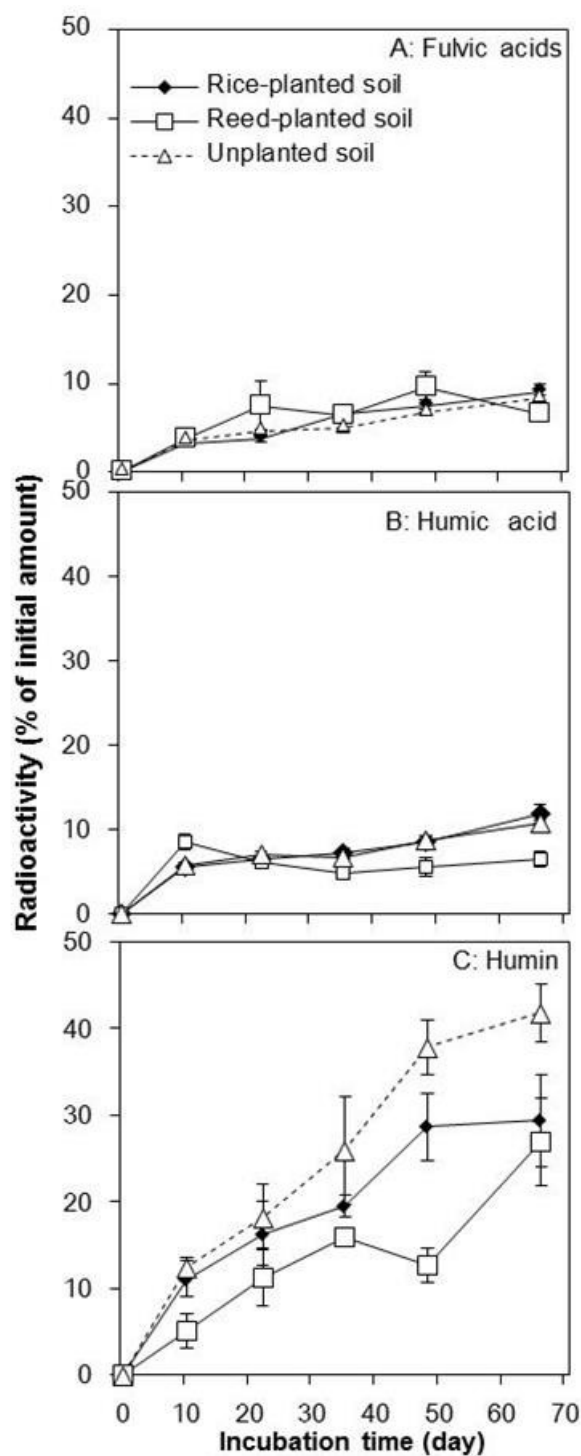 50
A: Fulvic acids
Rice-planted soil
40
Reed-planted soil
Unplanted soil
30
20
10
0
50
B: Humic acid
40
30
20
10
0
50
C: Humin
40
30
20
10
0
0 10 20 30 40 50 60 70
Incubation time (day)
Radioactivity (% of initial amount)